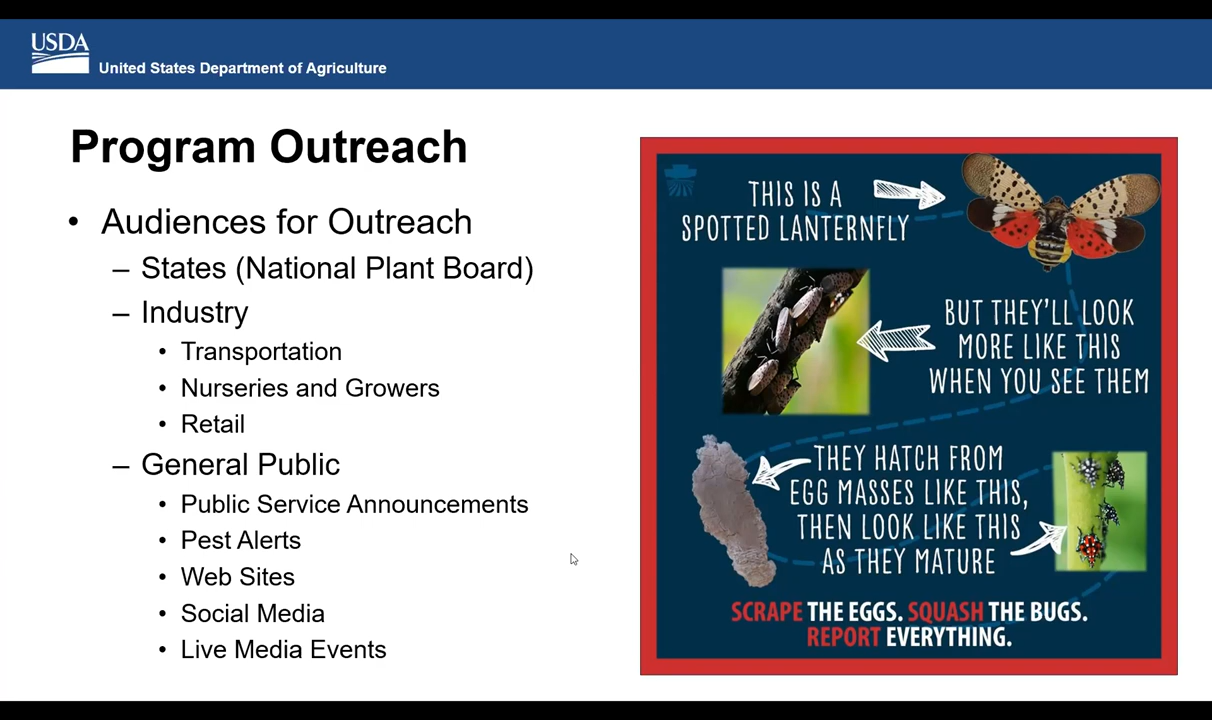 USDA
United States Department of Agriculture
Program Outreach
• Audiences for Outreach
– States (National Plant Board)
– Industry
• Transportation
• Nurseries and Growers
• Retail
– General Public
• Public Service Announcements
• Pest Alerts
• Web Sites
• Social Media
• Live Media Events
THIS IS A
SPOTTED LANTERNFLY
BUT THEY'LL LOOK
MORE LIKE THIS
WHEN YOU SEE THEM
THEY HATCH FROM
EGG MASSES LIKE THIS,
THEN LOOK LIKE THIS
AS THEY MATURE
SCRAPE THE EGGS. SQUASH THE BUGS.
REPORT EVERYTHING.